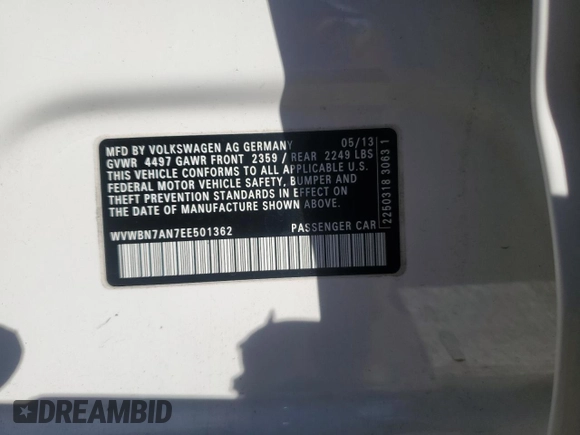 MFD BY VOLKSWAGEN AG GERMANY 05/13
GVWR 4497 GAWR FRONT 2359 / REAR 2249 LBS
THIS VEHICLE CONFORMS TO ALL APPLICABLE U.S.
FEDERAL MOTOR VEHICLE SAFETY, BUMPER AND
THEFT PREVENTION STANDARDS IN EFFECT ON
THE DATE OF MANUFACTURE SHOWN ABOVE.
WVWBN7AN7EE501362 PASSENGER CAR
2250318 3063 1
DREAMBID